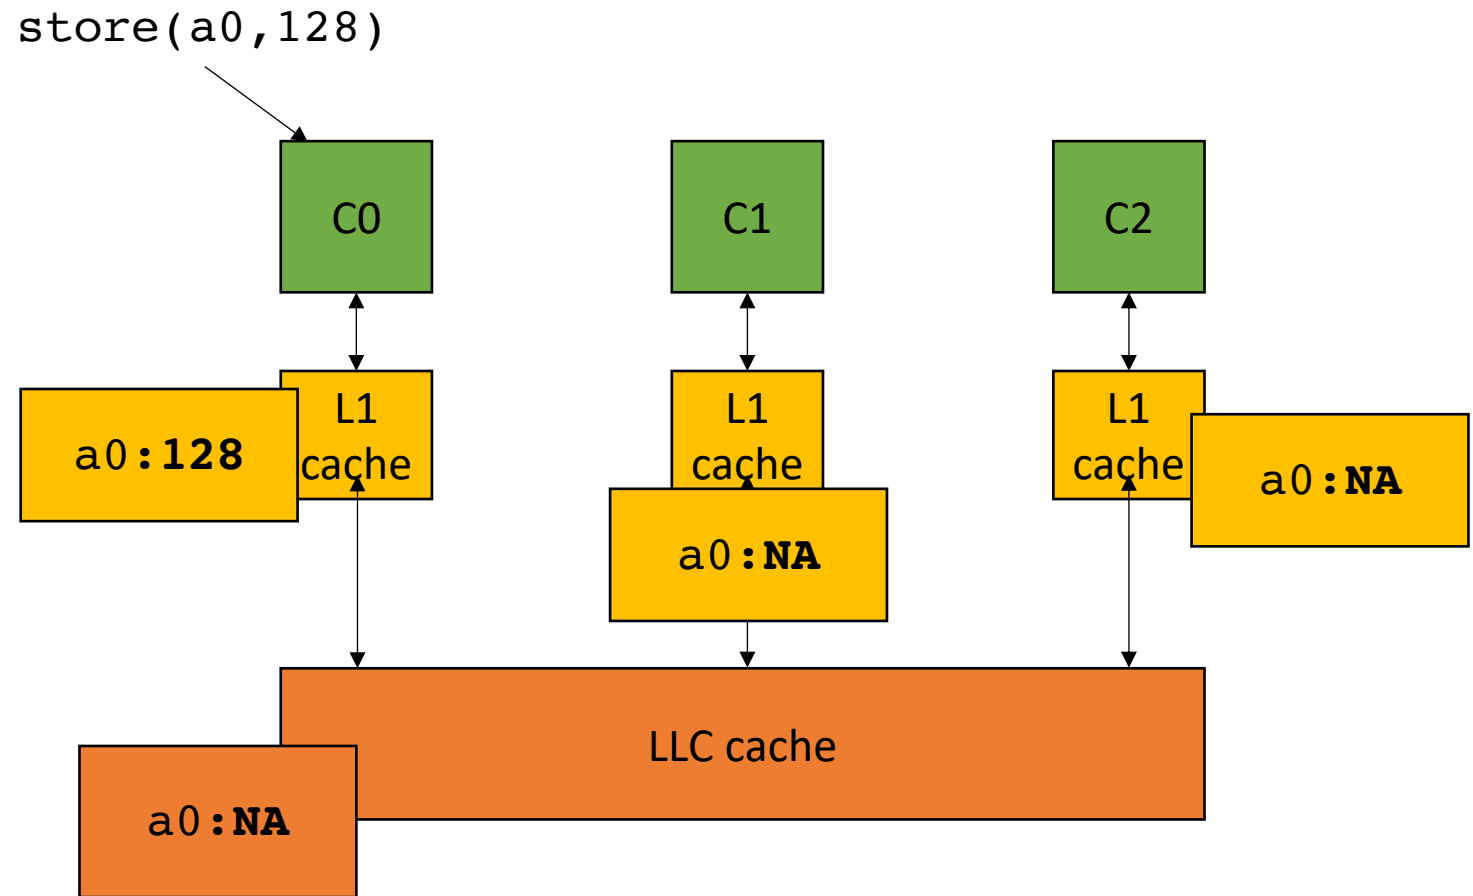 store(a0,128)
C0
C1
C2
L1
cache
L1
cache
L1
cache
a0:128
a0:NA
a0:NA
LLC cache
a0:NA